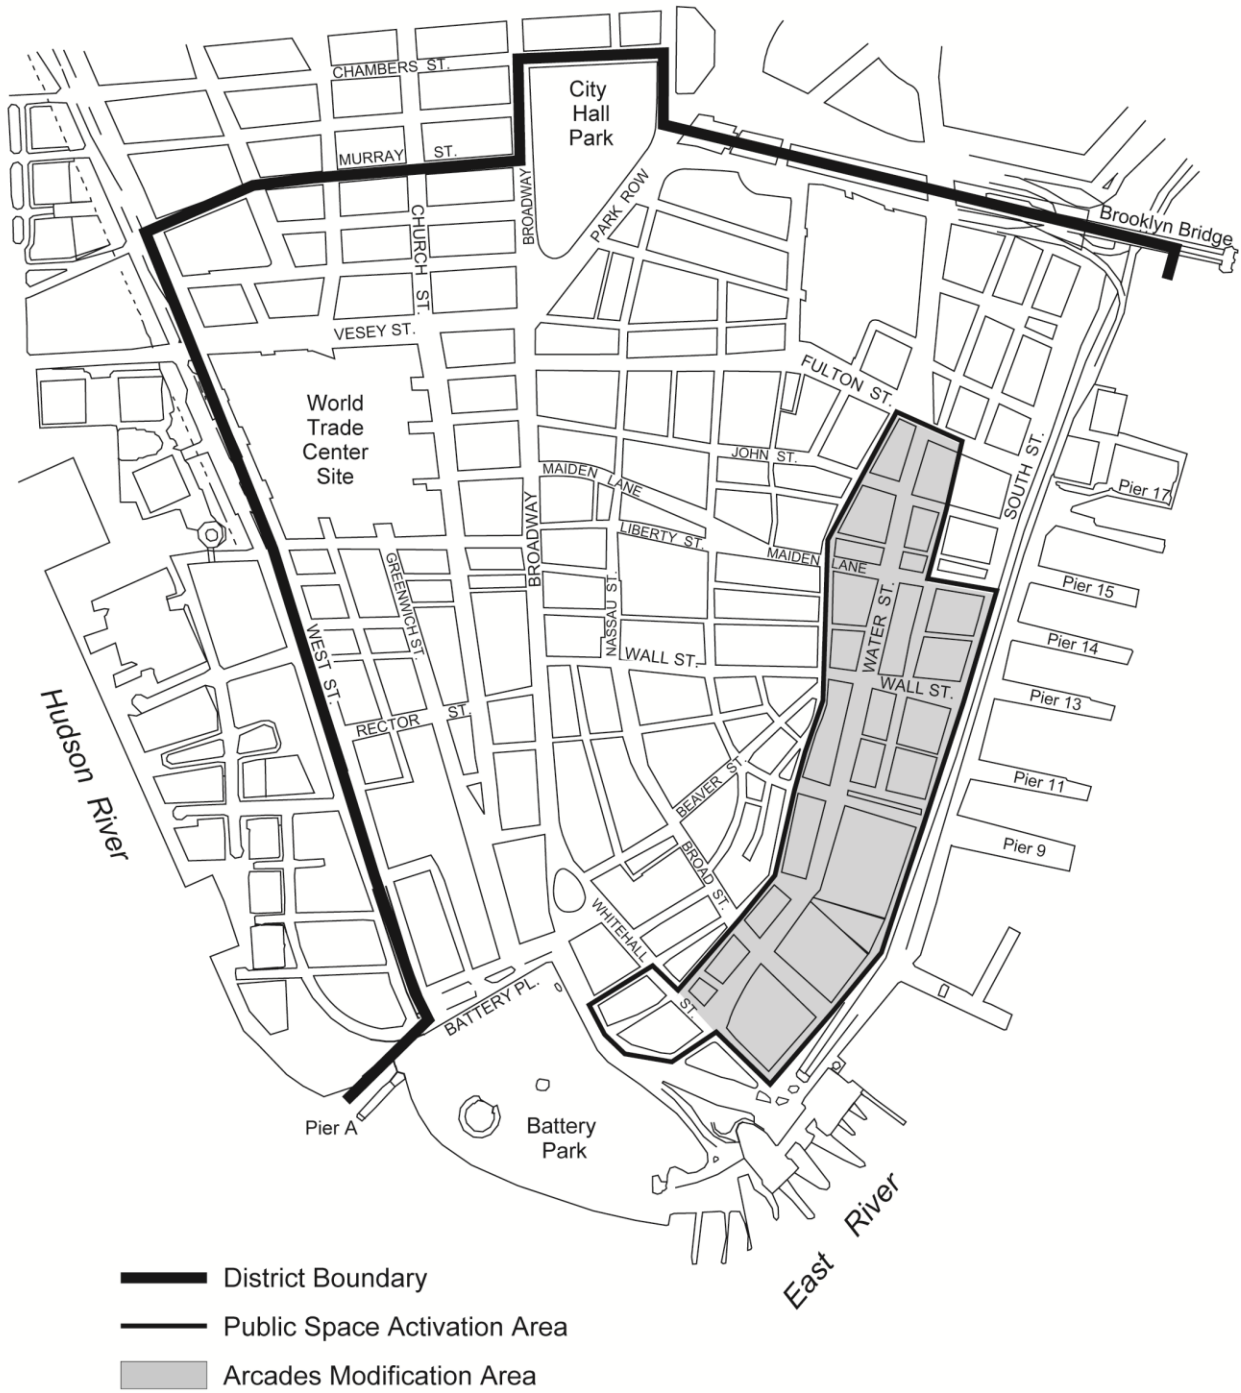 CHAMBERS ST.
City
Hall
Park
MURRAY ST.
BROADWAY
PARK ROW
CHURCH ST.
Brooklyn Bridge
VESEY ST.
FULTON ST.
World
Trade
Center
Site
JOHN ST.
MAIDEN LANE
SOUTH ST.
Pier 17
BROADWAY
LIBERTY ST.
MAIDEN LANE
GREENWICH ST.
NASSAU ST.
WATER ST.
Pier 15
WEST ST.
WALL ST.
Pier 14
WALL ST.
Pier 13
RECTOR ST.
Hudson River
BEAVER ST.
Pier 11
BROAD ST.
Pier 9
WHITEHALL ST.
BATTERY PL.
Pier A
Battery
Park
East River
District Boundary
Public Space Activation Area
Arcades Modification Area